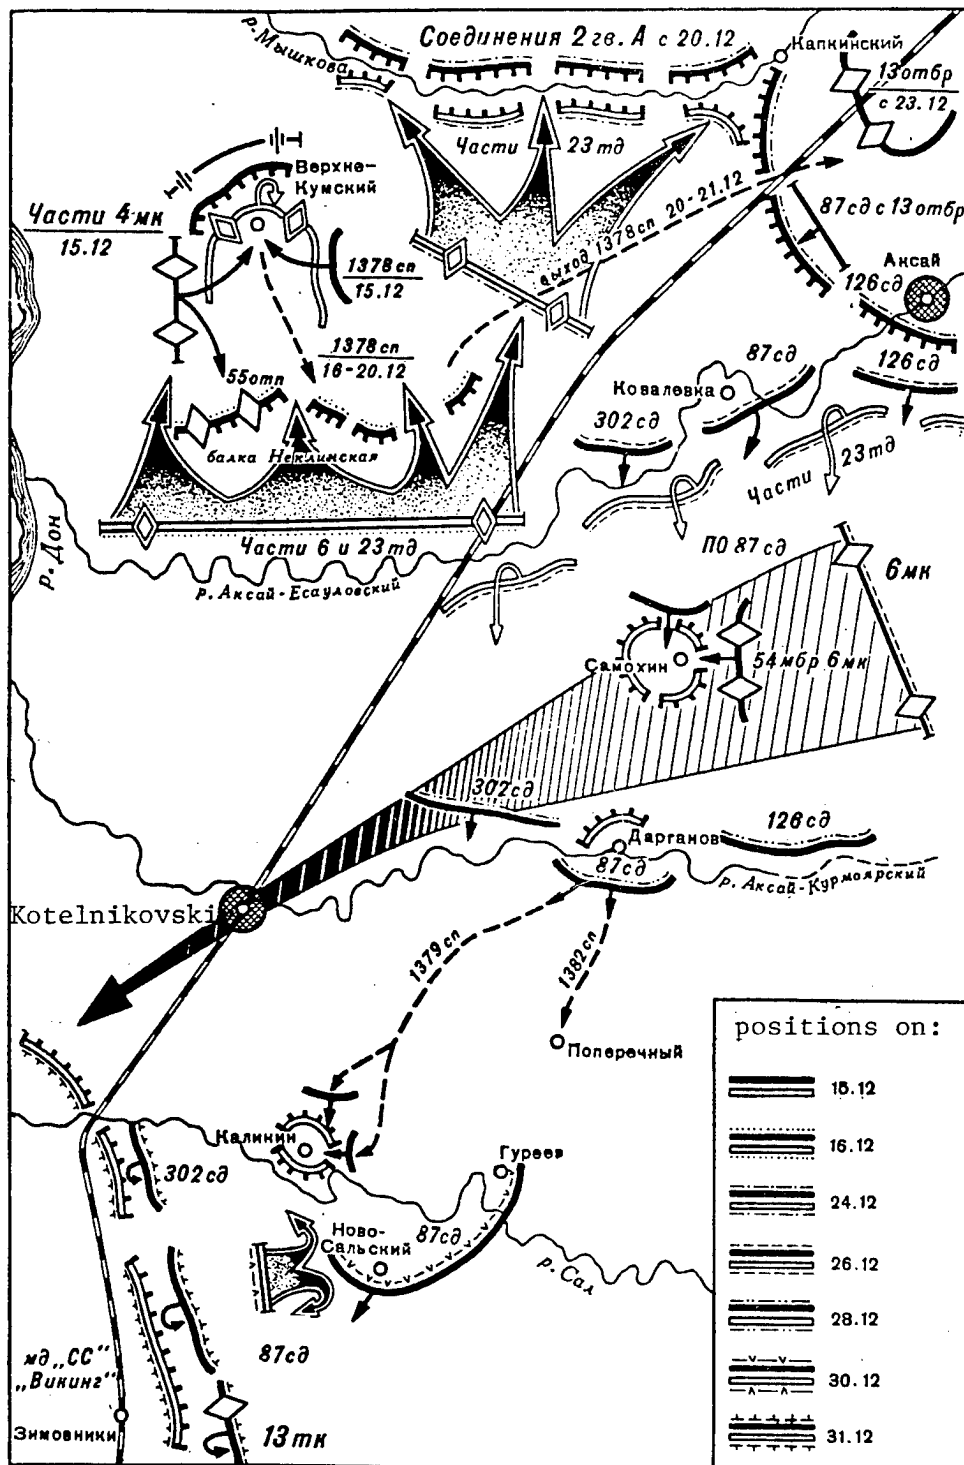 р. Мышкова
Соединения 2 гв. А с 20.12
Капкинский
13 отбр
с 23.12
Части 23 тд
Верхне-
Кумский
Части 4 мк
15.12
1378 сп
15.12
выход 1378 сп 20-21.12
87 сд с 13 отбр
Аксай
126 сд
1378 сп
16-20.12
55 отп
87 сд
126 сд
Ковалевка
302 сд
балка Неклинская
Части 23 тд
р. Дон
Части 6 и 23 тд
р. Аксай-Есауловский
ПО 87 сд
6 мк
Самохин
54 мбр 6 мк
302 сд
126 сд
Дарганов
87 сд
р. Аксай-Курмоярский
Kotelnikovski
1379 сп
1382 сп
Поперечный
positions on:
15.12
16.12
24.12
26.12
28.12
30.12
31.12
Калинин
Гуреев
302 сд
Ново-
Сальский
87 сд
р. Сал
87 сд
мд „СС"
„Викинг"
Зимовники
13 тк